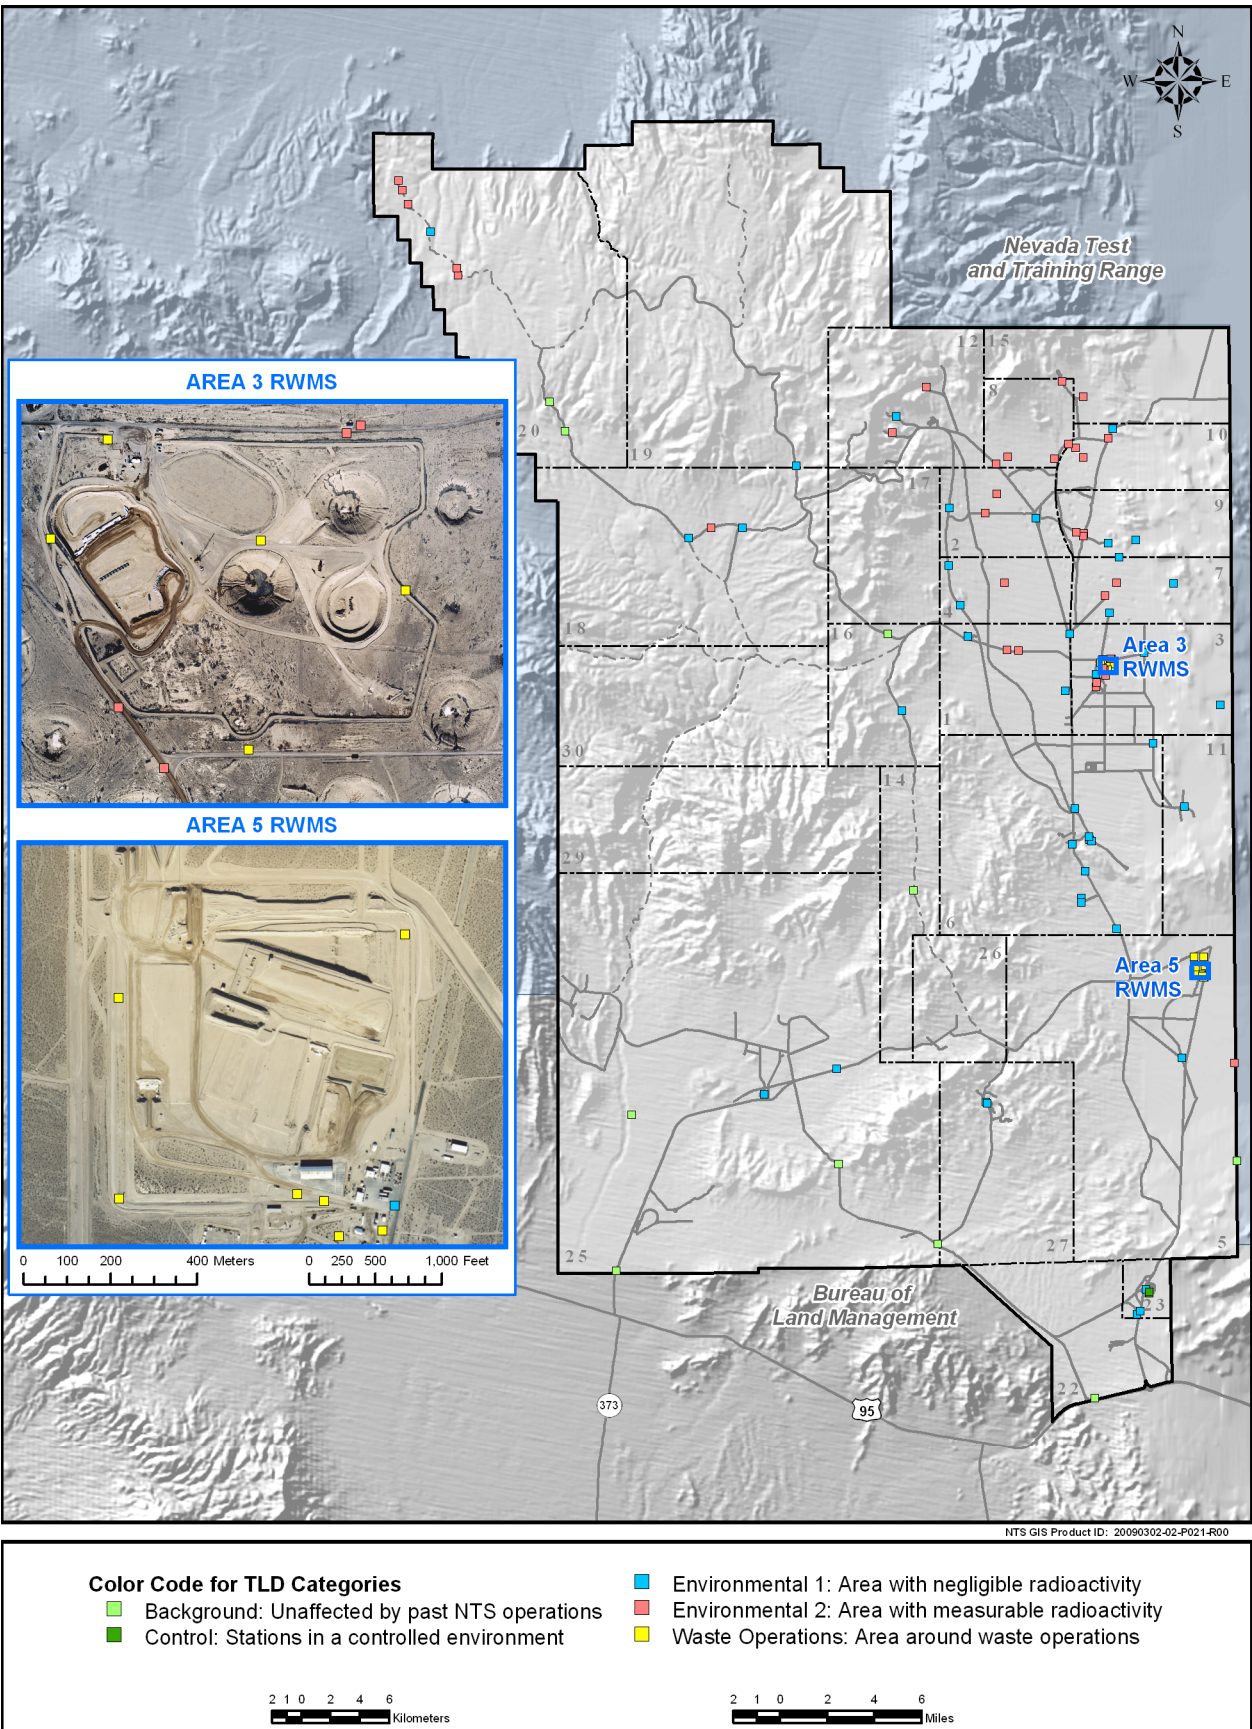 N
W E
S
Nevada Test
and Training Range
AREA 3 RWMS
12 15
8
20
19
10
17
9
2
7
4
18
16
3
Area 3
RWMS
1
30
11
14
AREA 5 RWMS
29
6
26
Area 5
RWMS
0 100 200 400 Meters
0 250 500 1,000 Feet
25
27
5
Bureau of
Land Management
23
22
373
95
NTS GIS Product ID: 20090302-02-P021-R00
Color Code for TLD Categories
Background: Unaffected by past NTS operations
Control: Stations in a controlled environment
Environmental 1: Area with negligible radioactivity
Environmental 2: Area with measurable radioactivity
Waste Operations: Area around waste operations
2 1 0 2 4 6
Kilometers
2 1 0 2 4 6
Miles